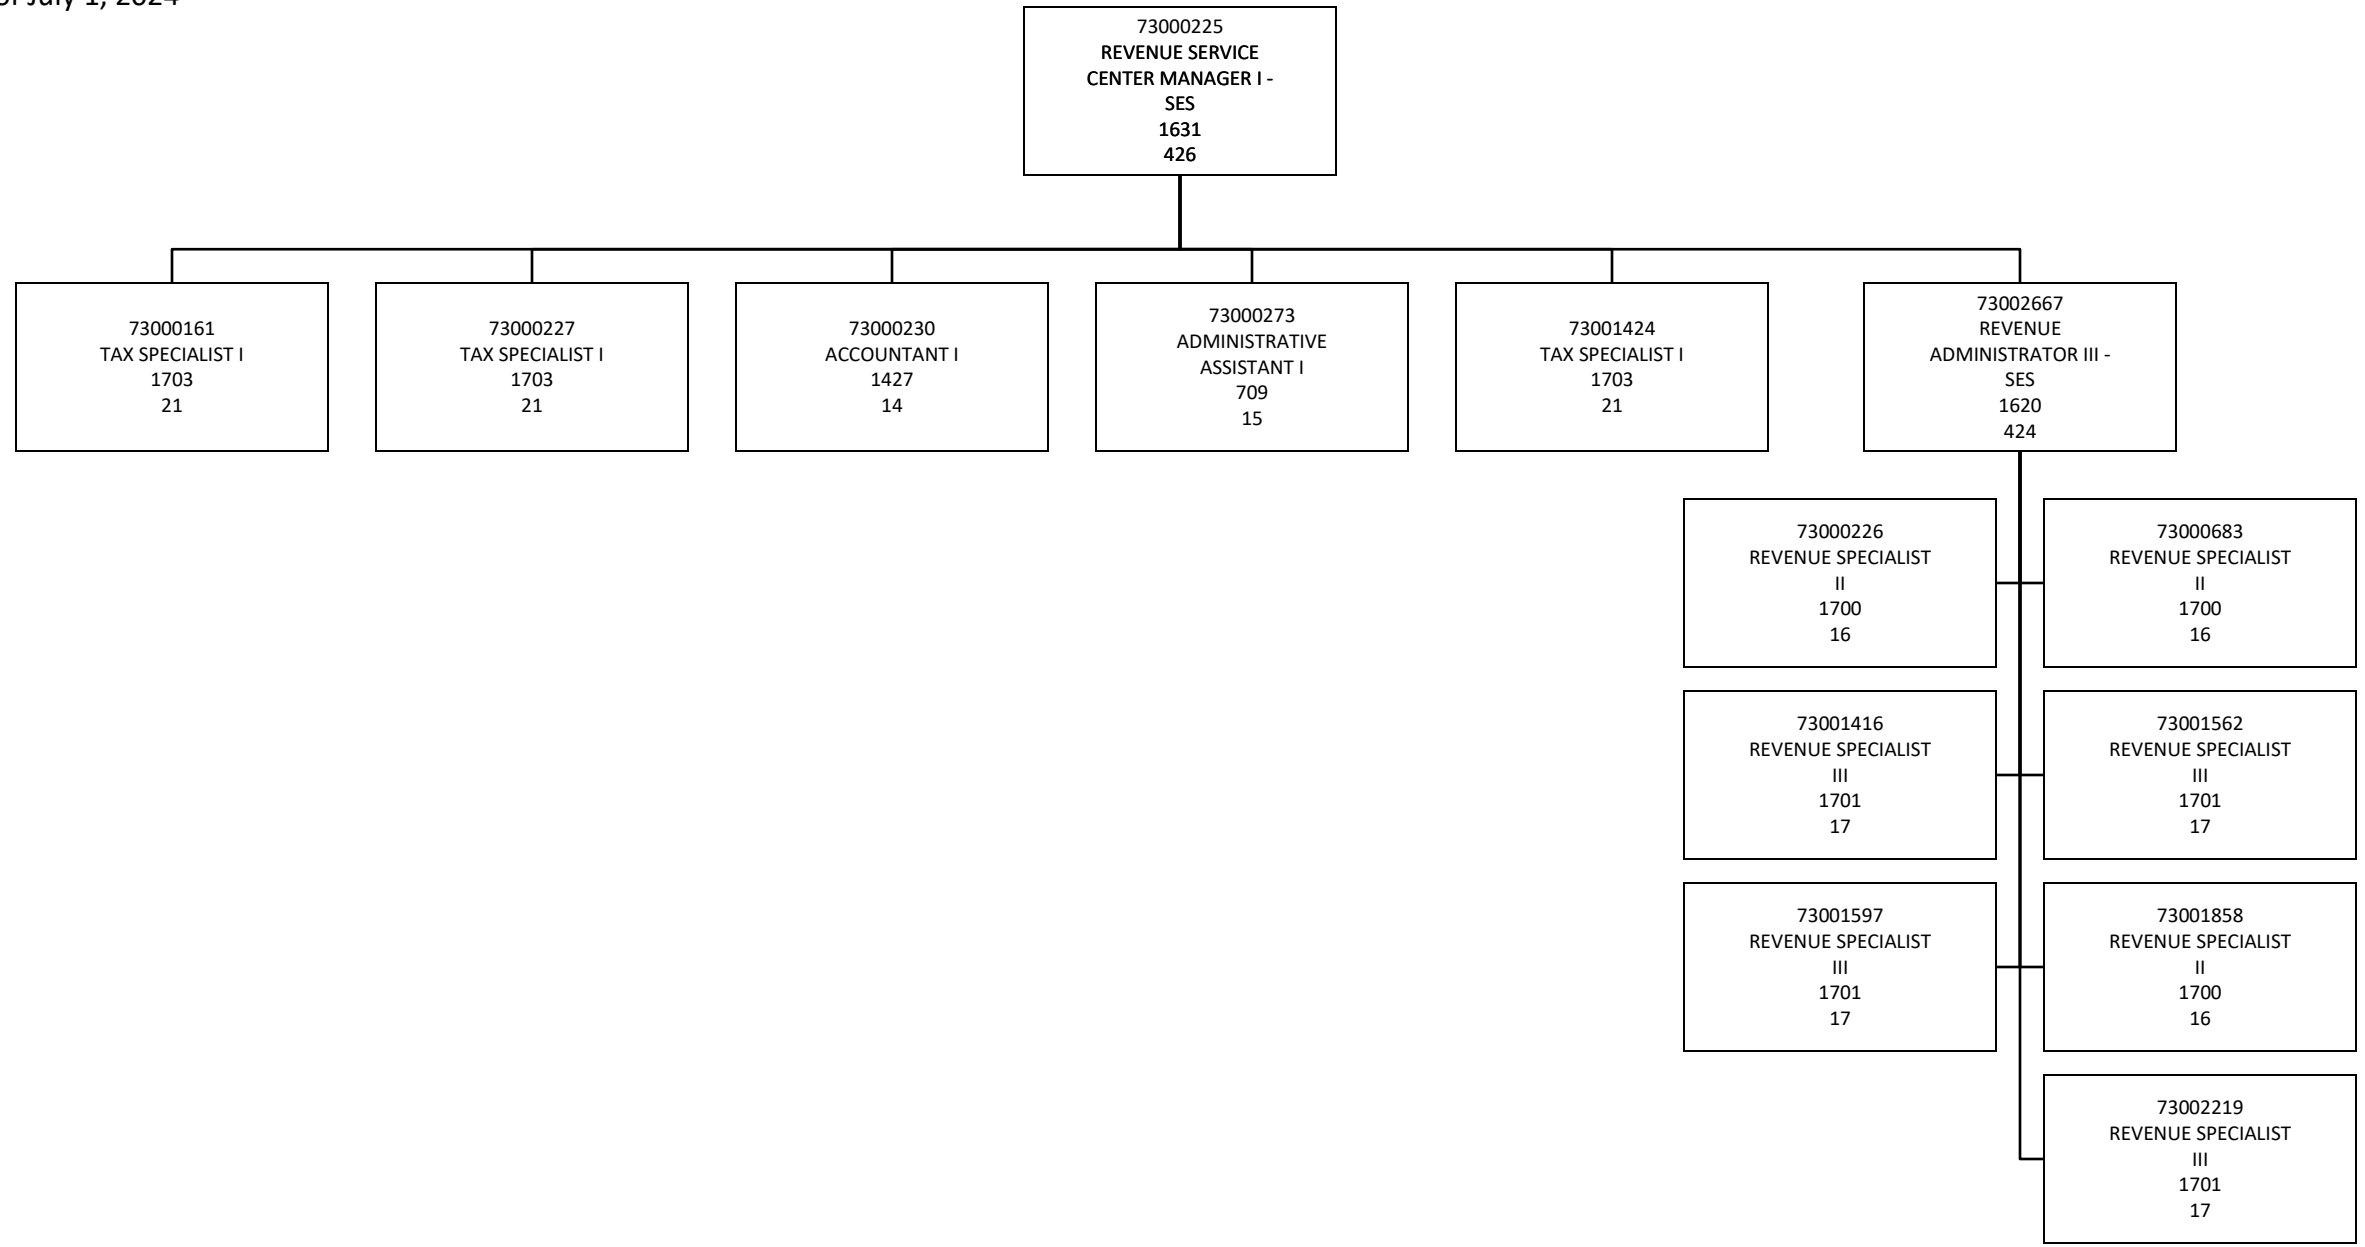 of July 1, 2024
73000225
REVENUE SERVICE
CENTER MANAGER I -
SES
1631
426
73000161
TAX SPECIALIST I
1703
21
73000227
TAX SPECIALIST I
1703
21
73000230
ACCOUNTANT I
1427
14
73000273
ADMINISTRATIVE
ASSISTANT I
709
15
73001424
TAX SPECIALIST I
1703
21
73002667
REVENUE
ADMINISTRATOR III -
SES
1620
424
73000226
REVENUE SPECIALIST
II
1700
16
73000683
REVENUE SPECIALIST
II
1700
16
73001416
REVENUE SPECIALIST
III
1701
17
73001562
REVENUE SPECIALIST
III
1701
17
73001597
REVENUE SPECIALIST
III
1701
17
73001858
REVENUE SPECIALIST
II
1700
16
73002219
REVENUE SPECIALIST
III
1701
17